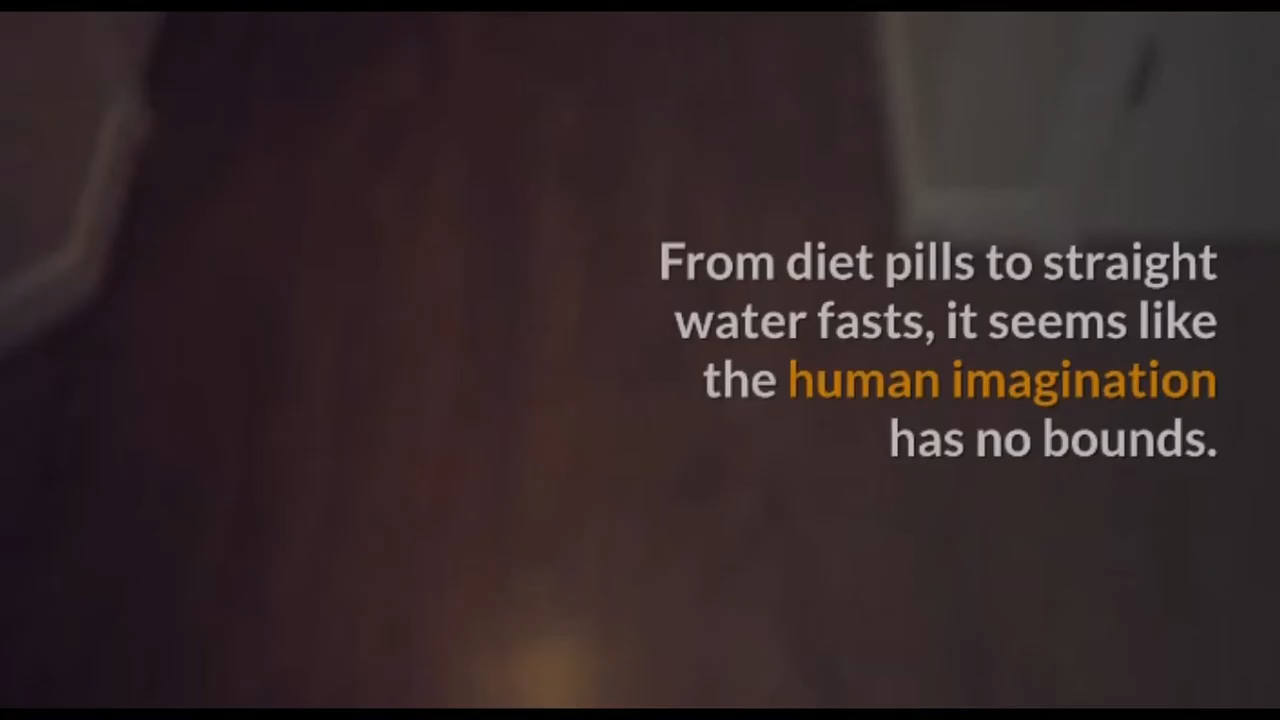 From diet pills to straight
water fasts, it seems like
the human imagination
has no bounds.